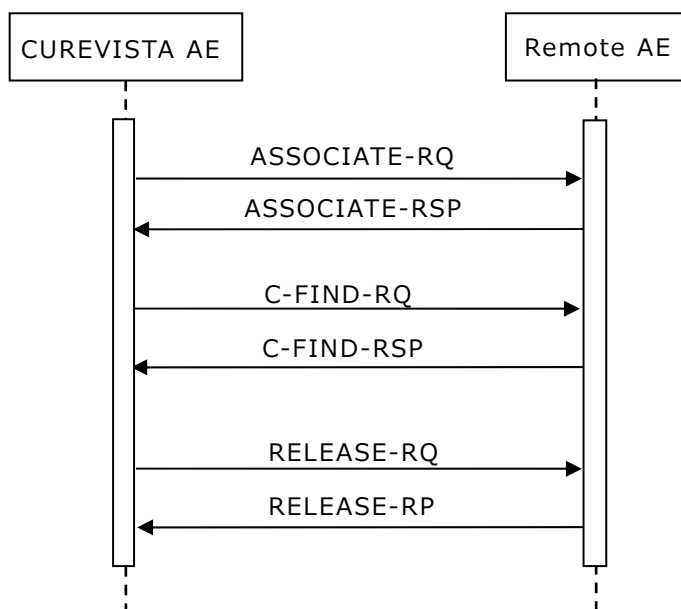 CUREVISTA AE
Remote AE
ASSOCIATE-RQ
ASSOCIATE-RSP
C-FIND-RQ
C-FIND-RSP
RELEASE-RQ
RELEASE-RP